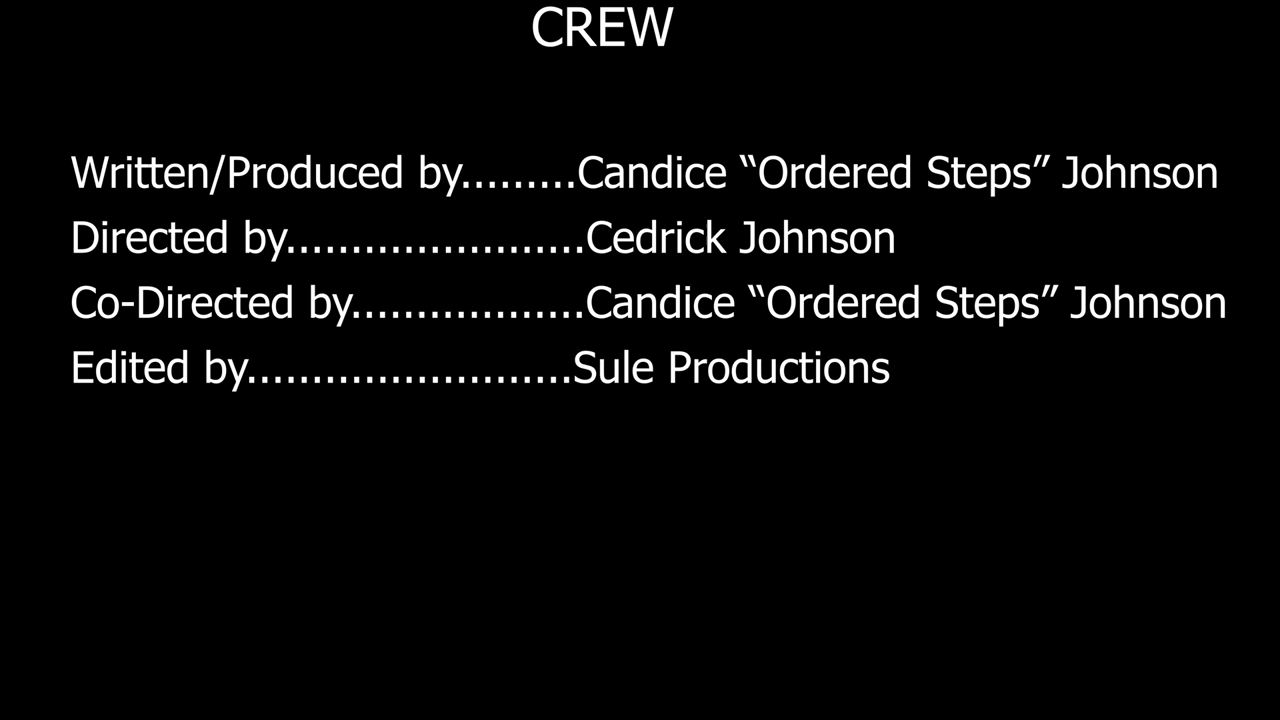 CREW
Written/Produced by.........Candice “Ordered Steps” Johnson
Directed by.......................Cedrick Johnson
Co-Directed by..................Candice “Ordered Steps” Johnson
Edited by.........................Sule Productions